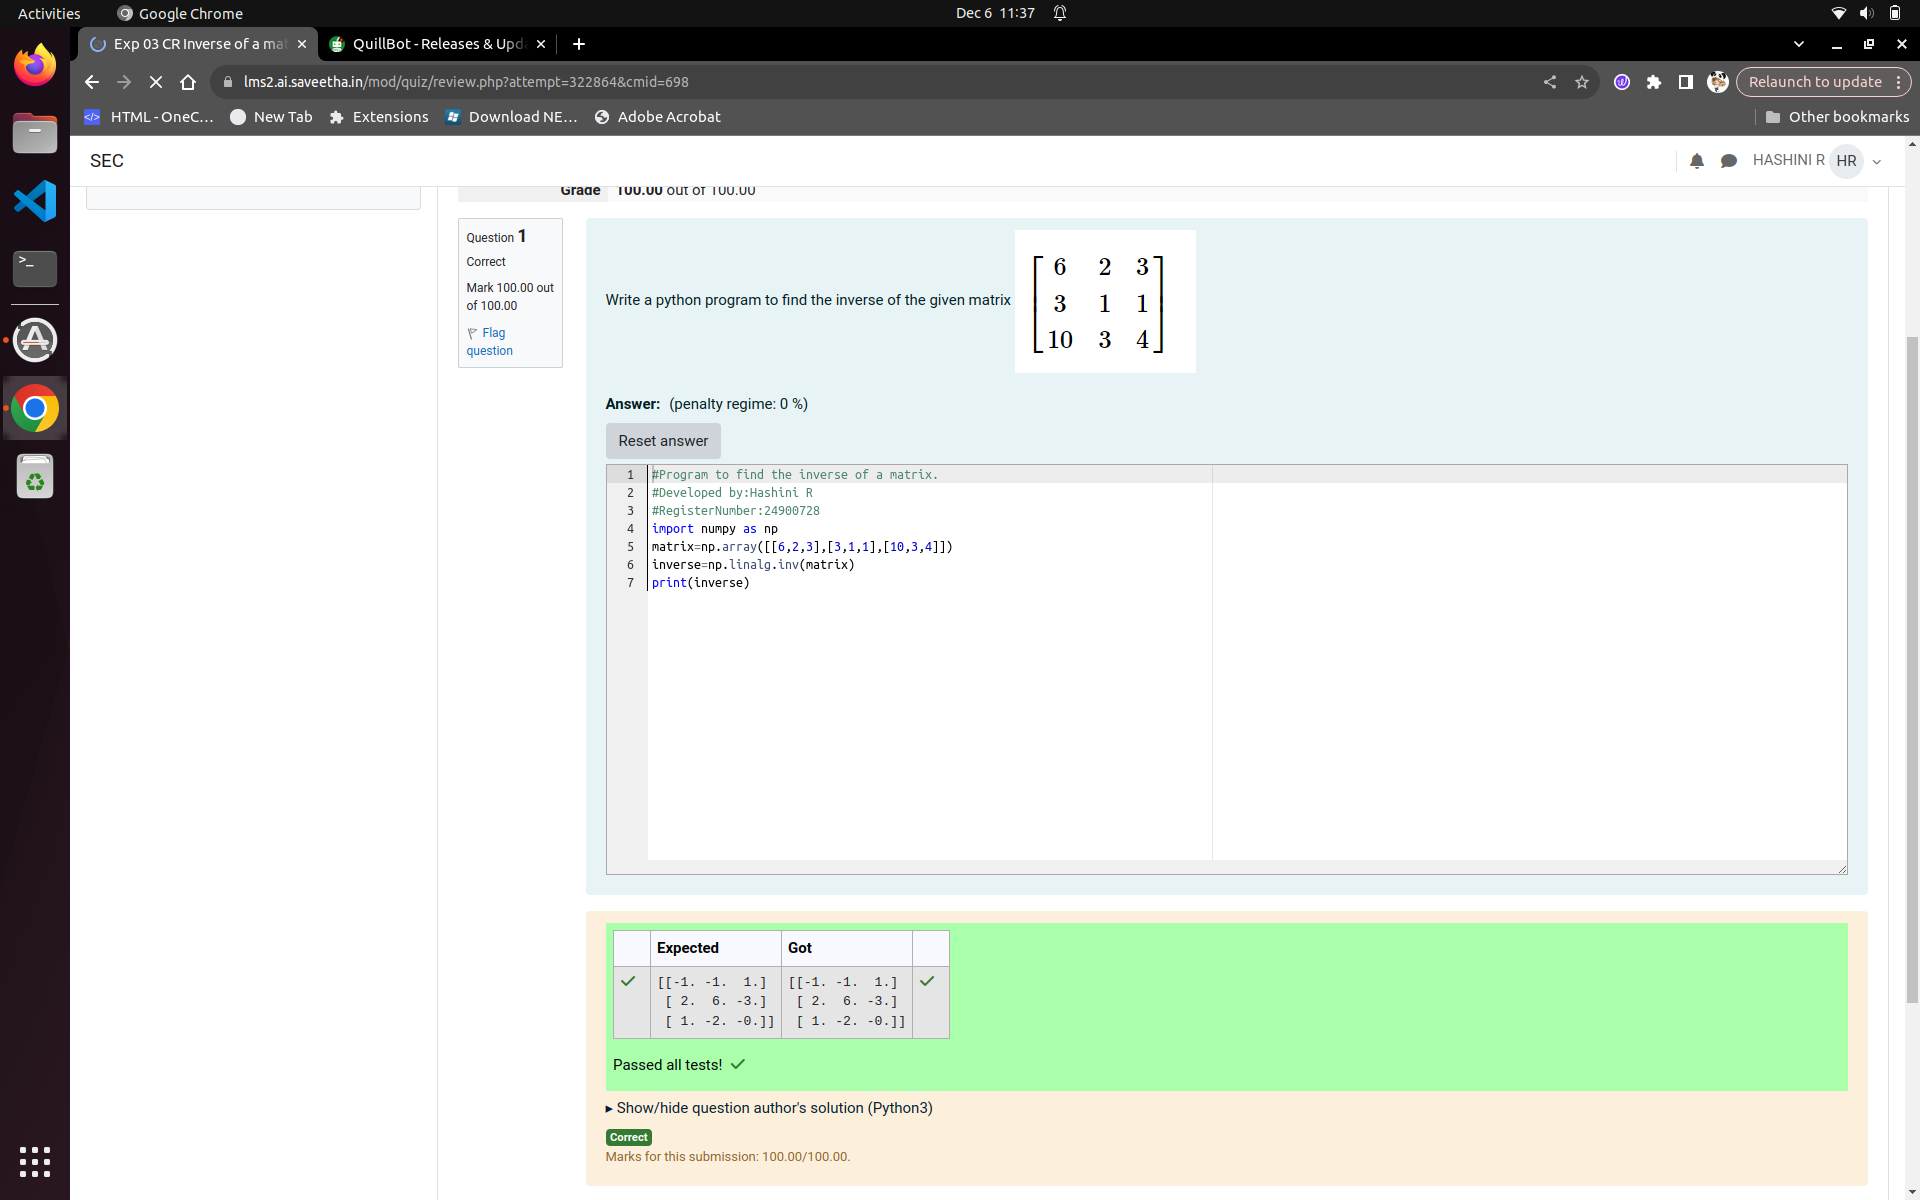 Activities
Google Chrome
Dec 6 11:37
Exp 03 CR Inverse of a mat
QuillBot - Releases & Upd
lms2.ai.saveetha.in/mod/quiz/review.php?attempt=322864&cmid=698
Relaunch to update
HTML - OneC...
New Tab
Extensions
Download NE...
Adobe Acrobat
Other bookmarks
SEC
HASHINI R
HR
Grade 100.00 out of 100.00
Question 1
Correct
Mark 100.00 out
of 100.00
Flag
question
Write a python program to find the inverse of the given matrix
6 2 3
3 1 1
10 3 4
Answer: (penalty regime: 0 %)
Reset answer
1 #Program to find the inverse of a matrix.
2 #Developed by:Hashini R
3 #RegisterNumber:24900728
4 import numpy as np
5 matrix=np.array([[6,2,3],[3,1,1],[10,3,4]])
6 inverse=np.linalg.inv(matrix)
7 print(inverse)
Expected Got
[[-1. -1.  1.] [[-1. -1.  1.]
[ 2.  6. -3.] [ 2.  6. -3.]
[ 1. -2. -0.]] [ 1. -2. -0.]]
Passed all tests!
Show/hide question author's solution (Python3)
Correct
Marks for this submission: 100.00/100.00.